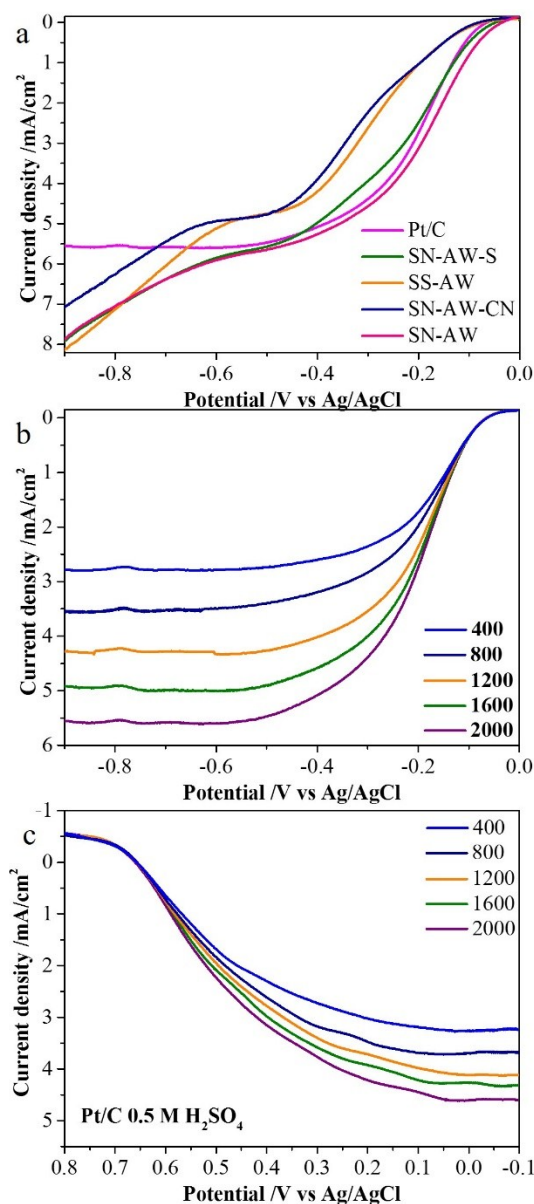 a
0
1
2
3
4
5
6
7
8
Current density /mA/cm²
Pt/C
SN-AW-S
SS-AW
SN-AW-CN
SN-AW
-0.8
-0.6
-0.4
-0.2
0.0
Potential /V vs Ag/AgCl
b
0
1
2
3
4
5
6
Current density /mA/cm²
400
800
1200
1600
2000
-0.8
-0.6
-0.4
-0.2
0.0
Potential /V vs Ag/AgCl
c
-1
0
1
2
3
4
5
Current density /mA/cm²
400
800
1200
1600
2000
Pt/C 0.5 M H₂SO₄
0.8 0.7 0.6 0.5 0.4 0.3 0.2 0.1 0.0 -0.1
Potential /V vs Ag/AgCl